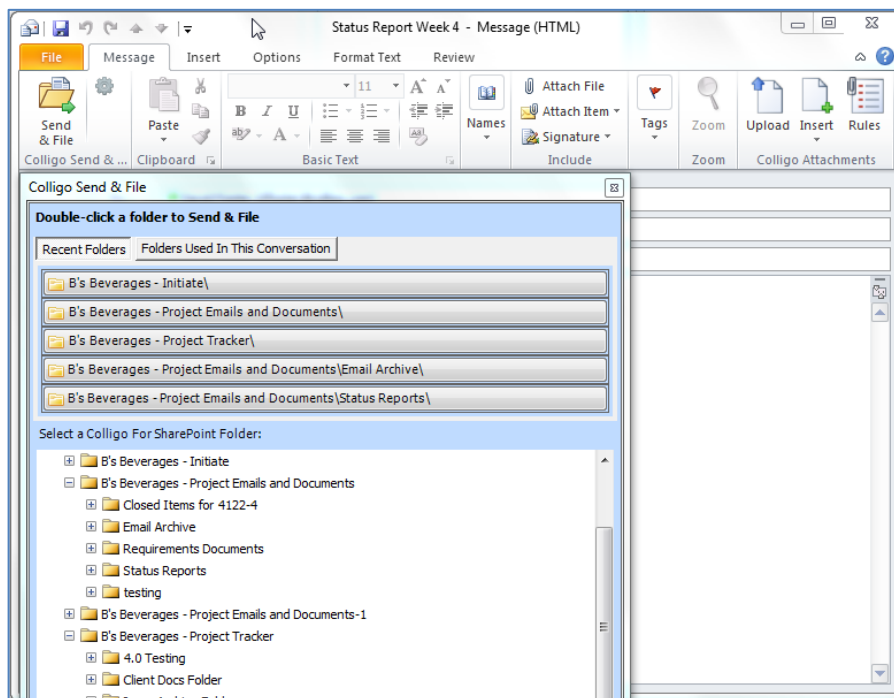 Status Report Week 4 - Message (HTML)
File Message Insert Options Format Text Review
11
Send & File
Paste
B I U
Names
Attach File
Attach Item
Signature
Tags
Zoom
Upload Insert Rules
Colligo Send & ... Clipboard Basic Text Include Zoom Colligo Attachments
Colligo Send & File
Double-click a folder to Send & File
Recent Folders Folders Used In This Conversation
B's Beverages - Initiate\
B's Beverages - Project Emails and Documents\
B's Beverages - Project Tracker\
B's Beverages - Project Emails and Documents\Email Archive\
B's Beverages - Project Emails and Documents\Status Reports\
Select a Colligo For SharePoint Folder:
B's Beverages - Initiate
B's Beverages - Project Emails and Documents
Closed Items for 4122-4
Email Archive
Requirements Documents
Status Reports
testing
B's Beverages - Project Emails and Documents-1
B's Beverages - Project Tracker
4.0 Testing
Client Docs Folder